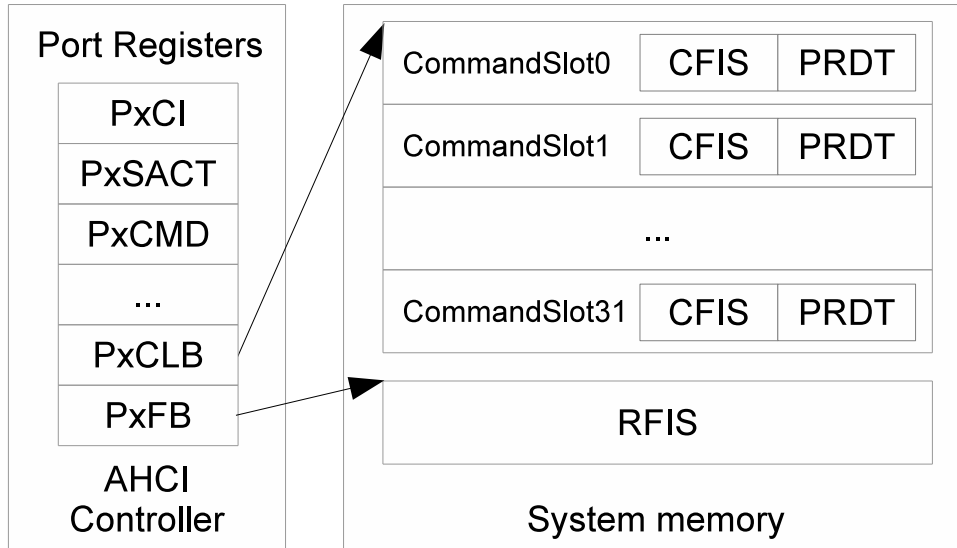 Port Registers
PxCI
PxSACT
PxCMD
...
PxCLB
PxFB
AHCI
Controller
CommandSlot0 CFIS PRDT
CommandSlot1 CFIS PRDT
...
CommandSlot31 CFIS PRDT
RFIS
System memory